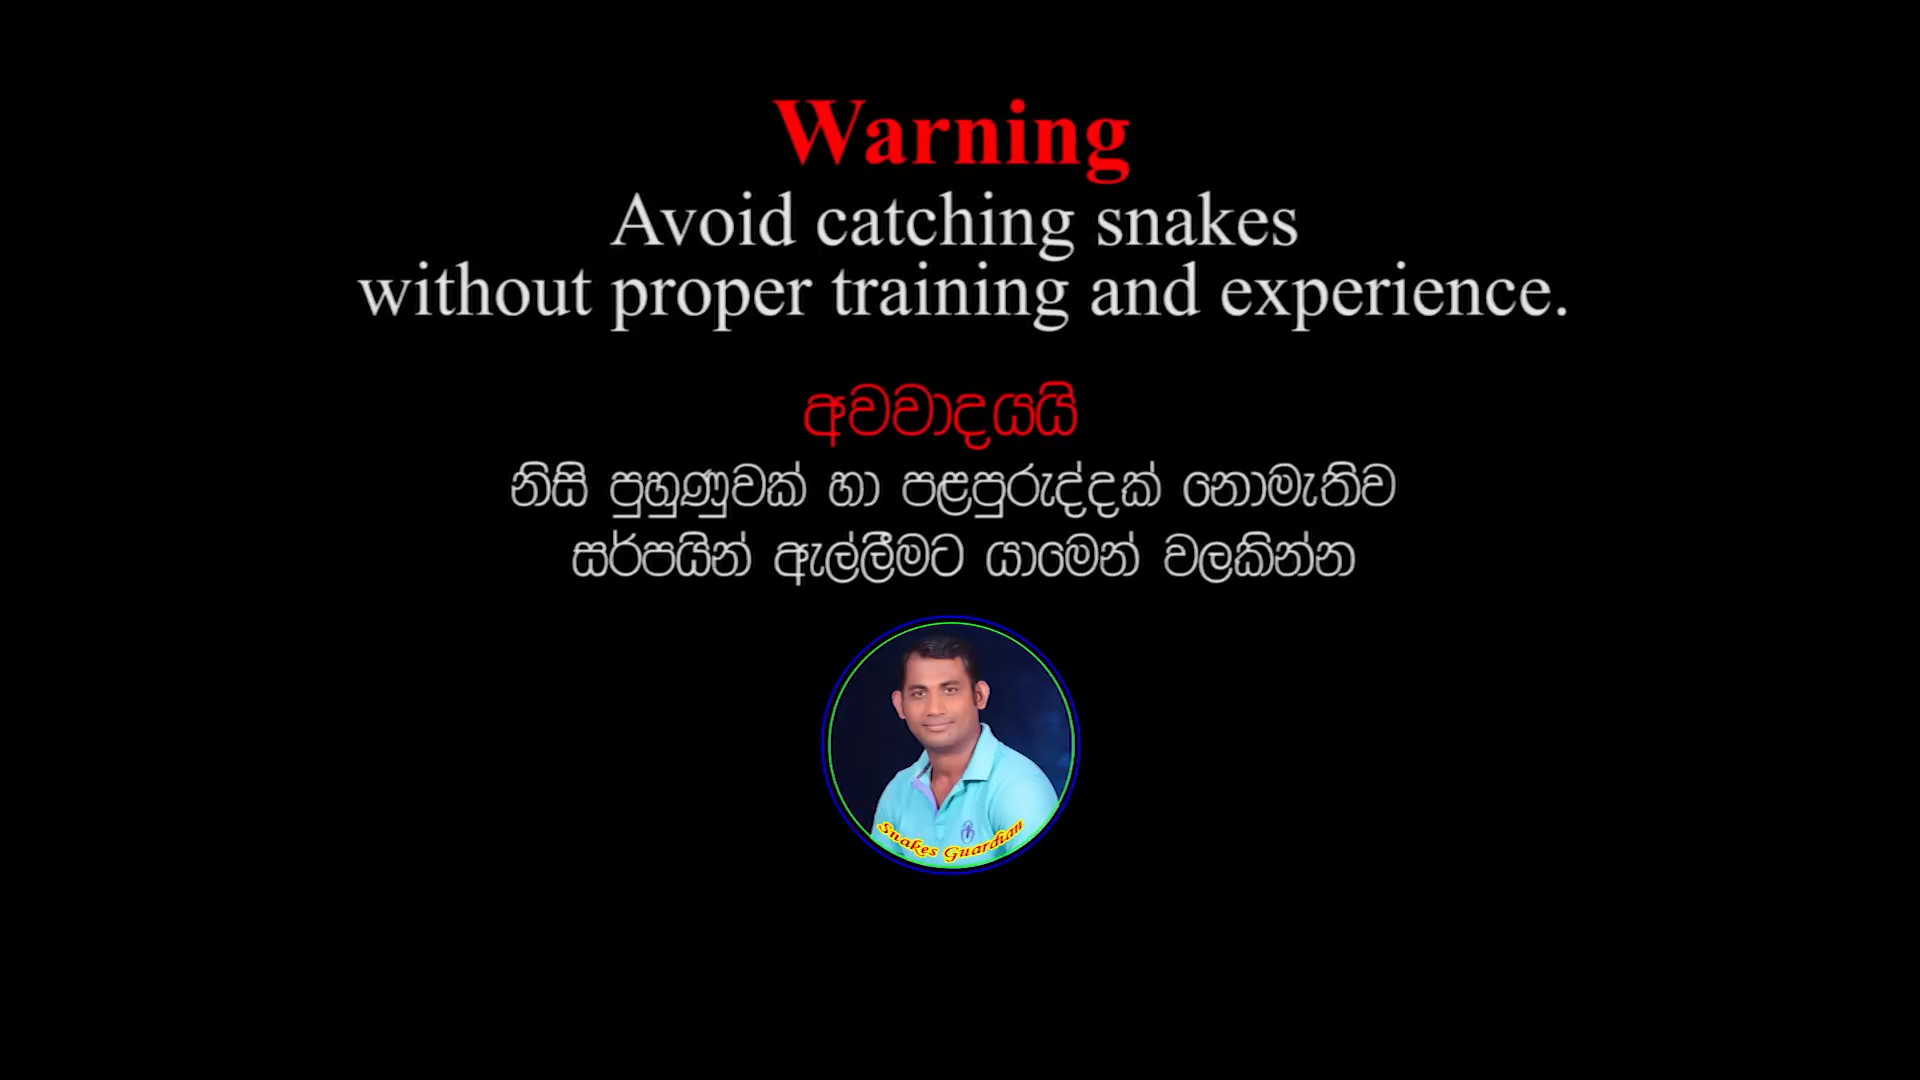 Warning
Avoid catching snakes
without proper training and experience.
අවවාදයයි
නිසි පුහුණුවක් හා පළපුරුද්දක් නොමැතිව
සර්පයින් ඇල්ලීමට යාමෙන් වලකින්න
Snakes Guardian